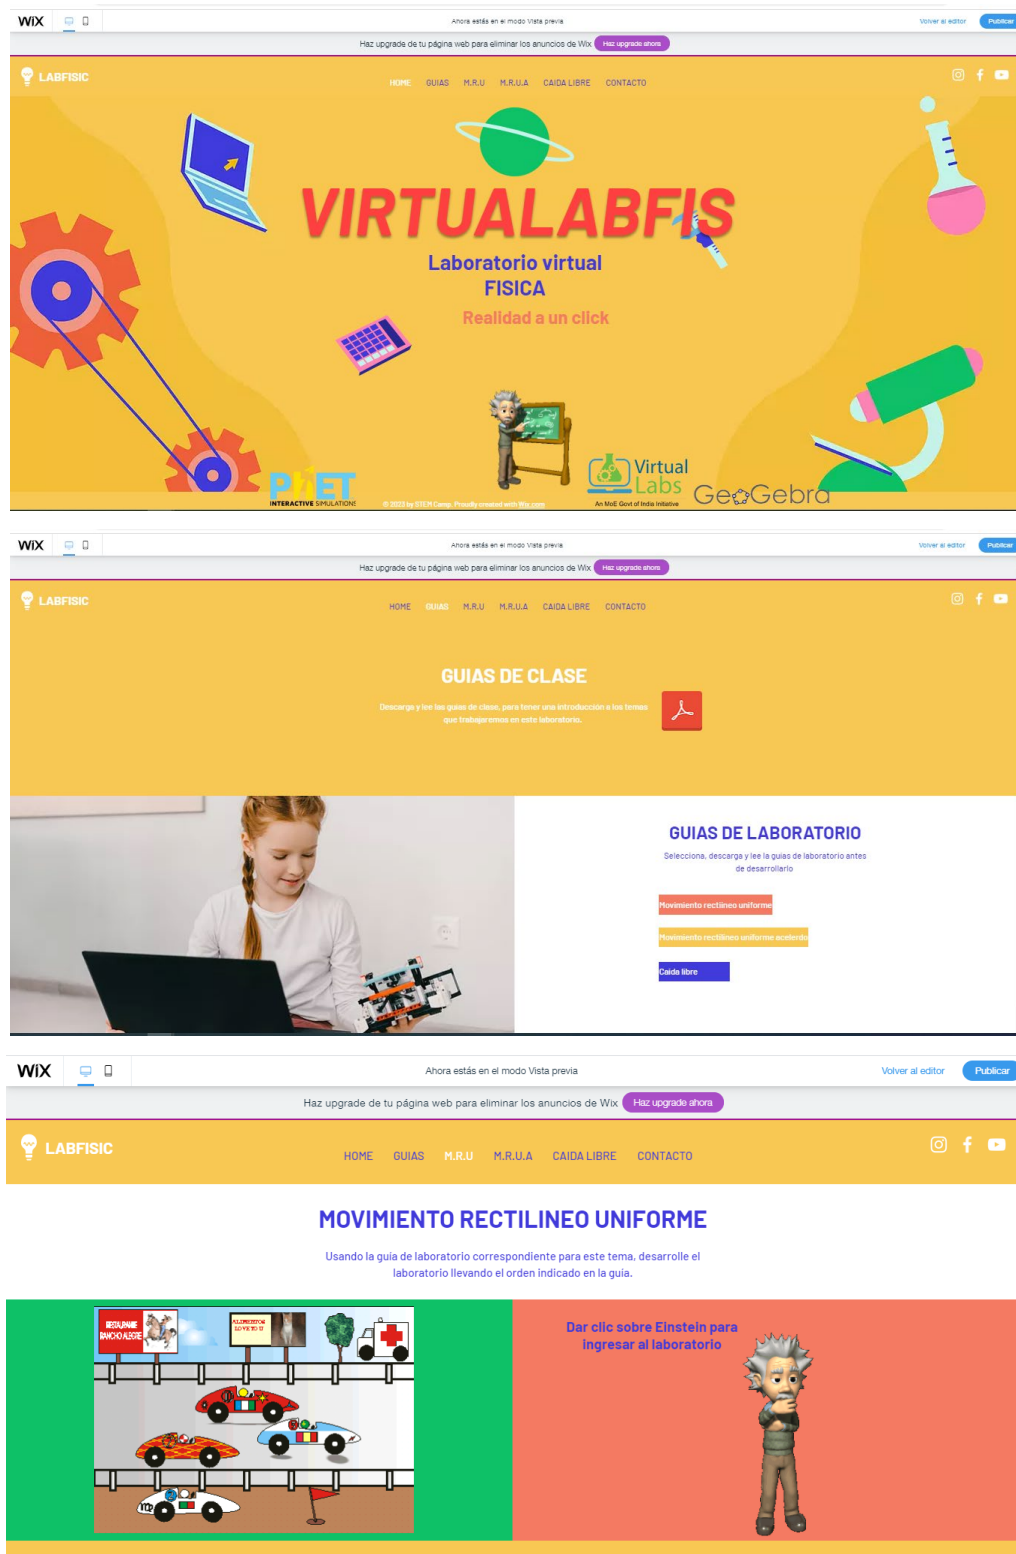 WiX
Ahora estás en el modo Vista previa
Volver al editor
Publicar
Haz upgrade de tu página web para eliminar los anuncios de Wix
Haz upgrade ahora
LABFISIC
HOME GUIAS M.R.U M.R.U.A CAIDA LIBRE CONTACTO
VIRTUALABFIS
Laboratorio virtual
FISICA
Realidad a un click
PhET
INTERACTIVE SIMULATIONS
Virtual
Labs
An MoE Govt of India Initiative
GeoGebra
© 2023 by STEM Camp. Proudly created with Wix.com
WiX
Ahora estás en el modo Vista previa
Volver al editor
Publicar
Haz upgrade de tu página web para eliminar los anuncios de Wix
Haz upgrade ahora
LABFISIC
HOME GUIAS M.R.U M.R.U.A CAIDA LIBRE CONTACTO
GUIAS DE CLASE
Descarga y lee las guias de clase, para tener una introducción a los temas
que trabajaremos en este laboratorio.
GUIAS DE LABORATORIO
Selecciona, descarga y lee la guias de laboratorio antes
de desarrollarlo
Movimiento rectiineo uniforme
Movimiento rectilineo uniforme acelerdo
Caida libre
WiX
Ahora estás en el modo Vista previa
Volver al editor
Publicar
Haz upgrade de tu página web para eliminar los anuncios de Wix
Haz upgrade ahora
LABFISIC
HOME GUIAS M.R.U M.R.U.A CAIDA LIBRE CONTACTO
MOVIMIENTO RECTILINEO UNIFORME
Usando la guía de laboratorio correspondiente para este tema, desarrolle el
laboratorio llevando el orden indicado en la guía.
RESTAURANTE
RANCHO ALEGRE
ALIMENTOS
LOVE YO U
Dar clic sobre Einstein para
ingresar al laboratorio